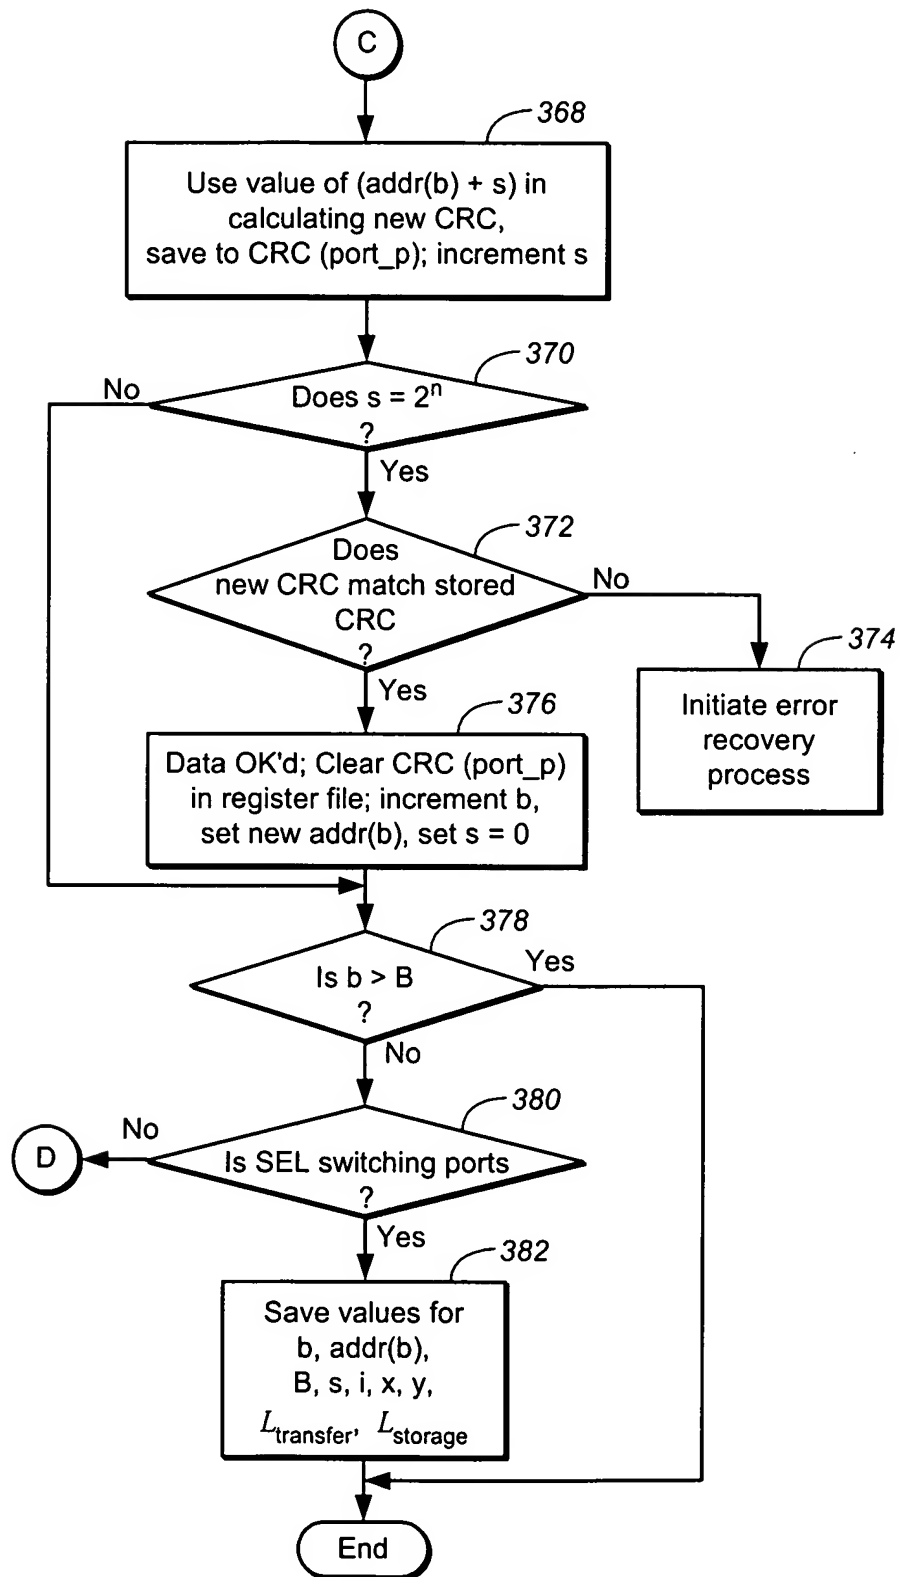 C
368
Use value of (addr(b) + s) in
calculating new CRC,
save to CRC (port_p); increment s
370
No
Does s = 2ⁿ
?
Yes
372
Does
new CRC match stored
CRC
?
No
374
Initiate error
recovery
process
Yes
376
Data OK'd; Clear CRC (port_p)
in register file; increment b,
set new addr(b), set s = 0
378
Is b > B
?
Yes
No
380
No
D
Is SEL switching ports
?
Yes
382
Save values for
b, addr(b),
B, s, i, x, y,
L transfer, L storage
End